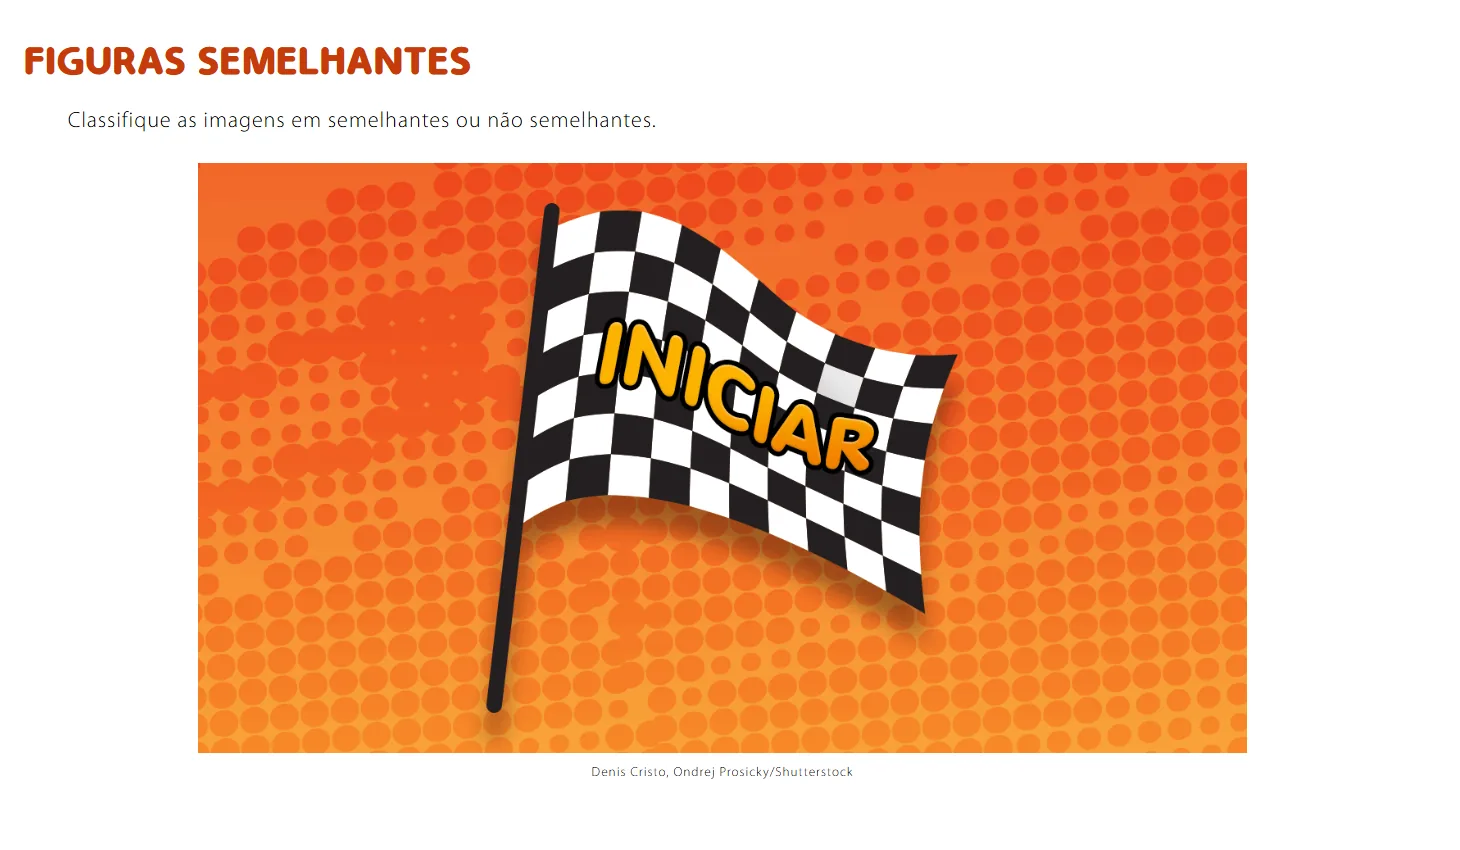 FIGURAS SEMELHANTES
Classifique as imagens em semelhantes ou não semelhantes.
INICIAR
Denis Cristo, Ondrej Prosicky/Shutterstock